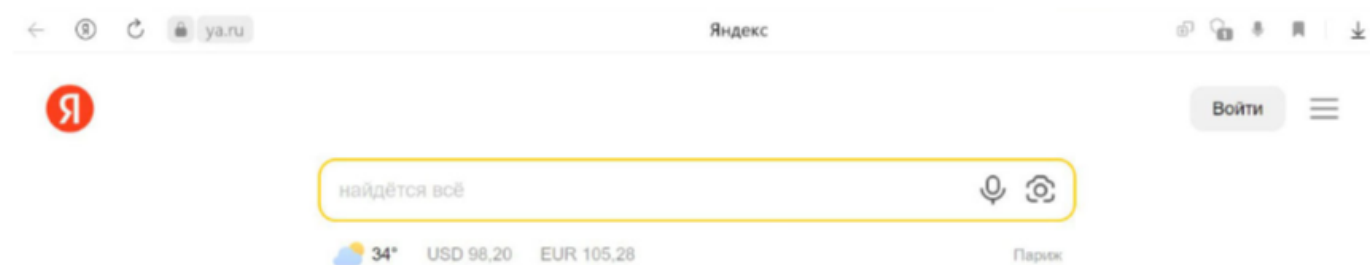 ya.ru Яндекс
Я Войти
найдётся всё
34° USD 98,20 EUR 105,28 Париж